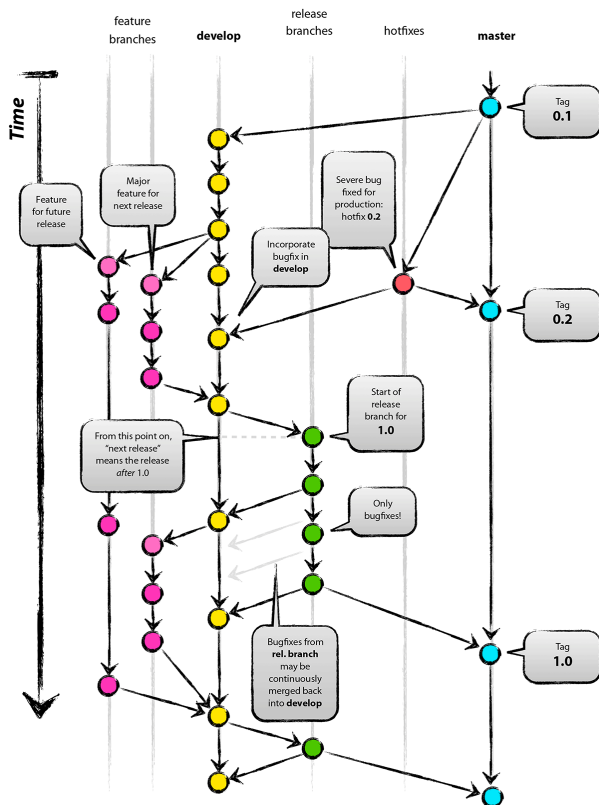 feature
branches
develop
release
branches
hotfixes
master
Time
Tag
0.1
Major
feature for
next release
Feature
for future
release
Severe bug
fixed for
production:
hotfix 0.2
Incorporate
bugfix in
develop
Tag
0.2
Start of
release
branch for
1.0
From this point on,
“next release”
means the release
after 1.0
Only
bugfixes!
Bugfixes from
rel. branch
may be
continuously
merged back
into develop
Tag
1.0